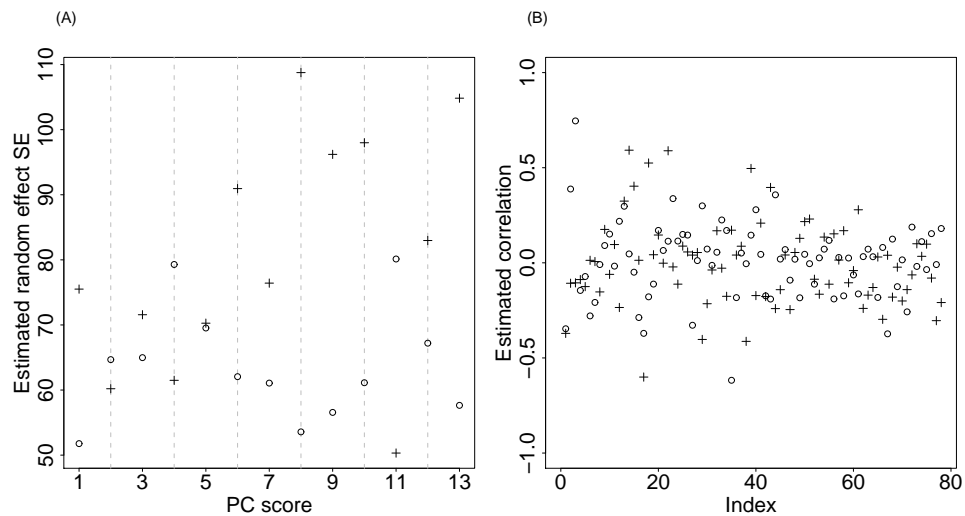 (A)
Estimated random effect SE
110
100
90
80
70
60
50
1 3 5 7 9 11 13
PC score
(B)
Estimated correlation
1.0
0.5
0.0
−0.5
−1.0
0 20 40 60 80
Index